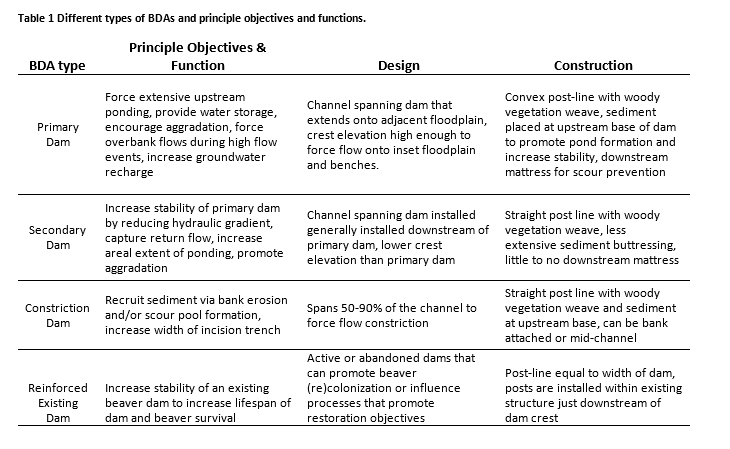 Table 1 Different types of BDAs and principle objectives and functions.
BDA type
Principle Objectives &
Function
Design
Construction
Primary
Dam
Force extensive upstream
ponding, provide water storage,
encourage aggradation, force
overbank flows during high flow
events, increase groundwater
recharge
Channel spanning dam that
extends onto adjacent floodplain,
crest elevation high enough to
force flow onto inset floodplain
and benches.
Convex post-line with woody
vegetation weave, sediment
placed at upstream base of dam
to promote pond formation and
increase stability, downstream
mattress for scour prevention
Secondary
Dam
Increase stability of primary dam
by reducing hydraulic gradient,
capture return flow, increase
areal extent of ponding, promote
aggradation
Channel spanning dam installed
generally installed downstream of
primary dam, lower crest
elevation than primary dam
Straight post line with woody
vegetation weave, less
extensive sediment buttressing,
little to no downstream mattress
Constriction
Dam
Recruit sediment via bank erosion
and/or scour pool formation,
increase width of incision trench
Spans 50-90% of the channel to
force flow constriction
Straight post line with woody
vegetation weave and sediment
at upstream base, can be bank
attached or mid-channel
Reinforced
Existing
Dam
Increase stability of an existing
beaver dam to increase lifespan of
dam and beaver survival
Active or abandoned dams that
can promote beaver
(re)colonization or influence
processes that promote
restoration objectives
Post-line equal to width of dam,
posts are installed within existing
structure just downstream of
dam crest